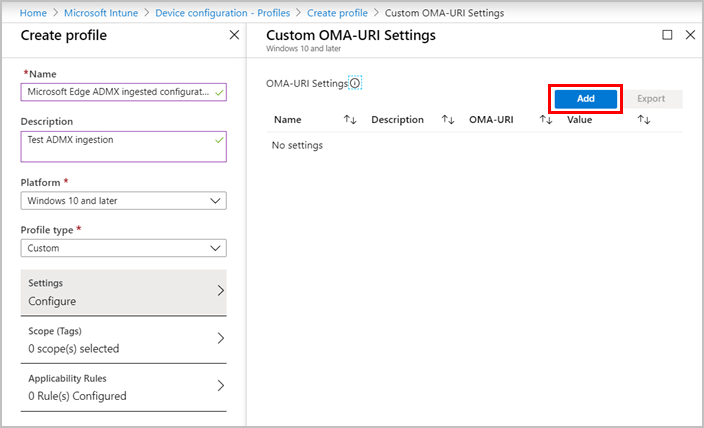 Home > Microsoft Intune > Device configuration - Profiles > Create profile > Custom OMA-URI Settings
Create profile
*Name
Microsoft Edge ADMX ingested configurat...
Description
Test ADMX ingestion
Platform *
Windows 10 and later
Profile type *
Custom
Settings
Configure
Scope (Tags)
0 scope(s) selected
Applicability Rules
0 Rule(s) Configured
Custom OMA-URI Settings
Windows 10 and later
OMA-URI Settings
Add Export
Name Description OMA-URI Value
No settings